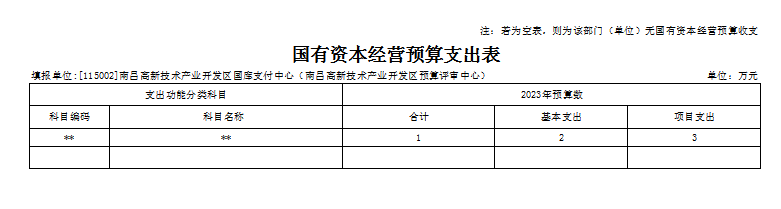 注：若为空表，则为该部门（单位）无国有资本经营预算收支
国有资本经营预算支出表
填报单位:[115002]南昌高新技术产业开发区国库支付中心（南昌高新技术产业开发区预算评审中心） 单位：万元
支出功能分类科目 2023年预算数
科目编码 科目名称 合计 基本支出 项目支出
** ** 1 2 3